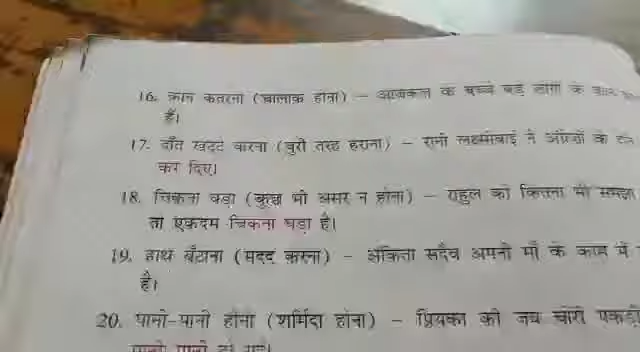 16. कान कतरना (चालाक होना) – आजकल के बच्चे बड़े लोगों के कान
हैं।
17. दाँत खट्टे करना (बुरी तरह हराना) – रानी लक्ष्मीबाई ने अंग्रेजों के दाँत
कर दिए।
18. चिकना घड़ा (कुछ भी असर न होना) – राहुल को कितना भी समझा
तो एकदम चिकना घड़ा है।
19. हाथ बँटाना (मदद करना) – अंकिता सदैव अपनी माँ के काम में
है।
20. पानी-पानी होना (शर्मिंदा होना) – प्रियंका की जब चोरी पकड़ी
पानी पानी हो गई।